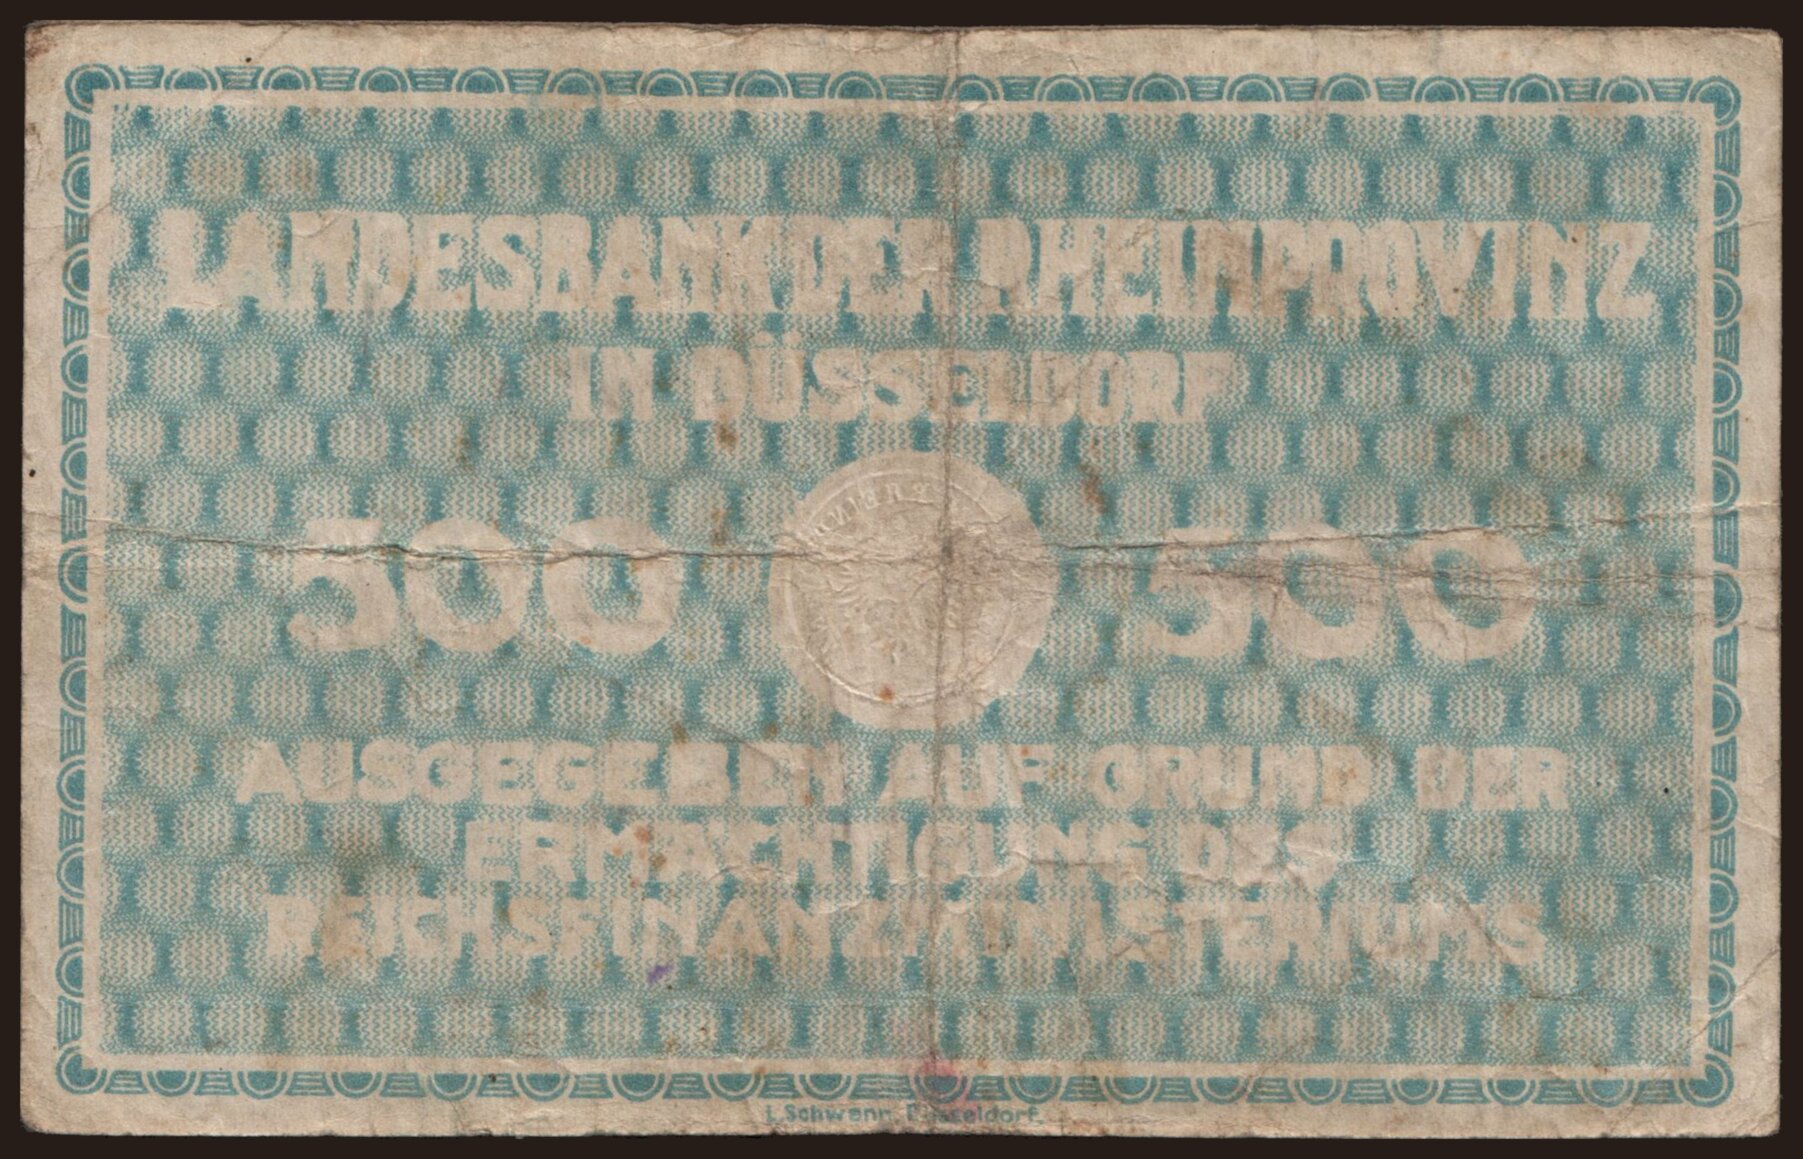 LANDESBANK DER RHEINPROVINZ
IN DÜSSELDORF
500 500
AUSGEGEBEN AUF GRUND DER
ERMÄCHTIGUNG DES
REICHSFINANZMINISTERIUMS
L. Schwann, Düsseldorf.